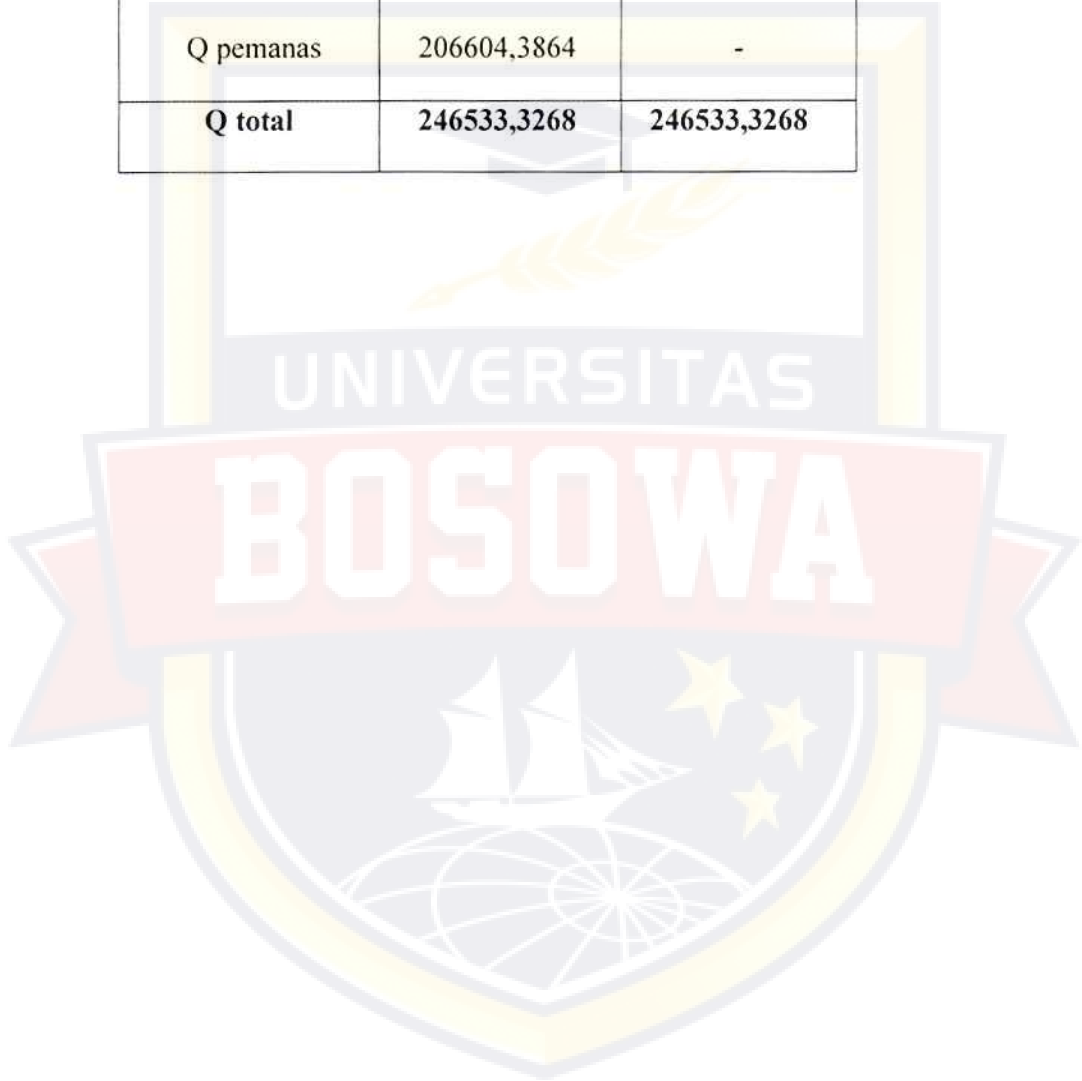 Q pemanas 206604,3864 -
Q total 246533,3268 246533,3268
UNIVERSITAS
BOSOWA